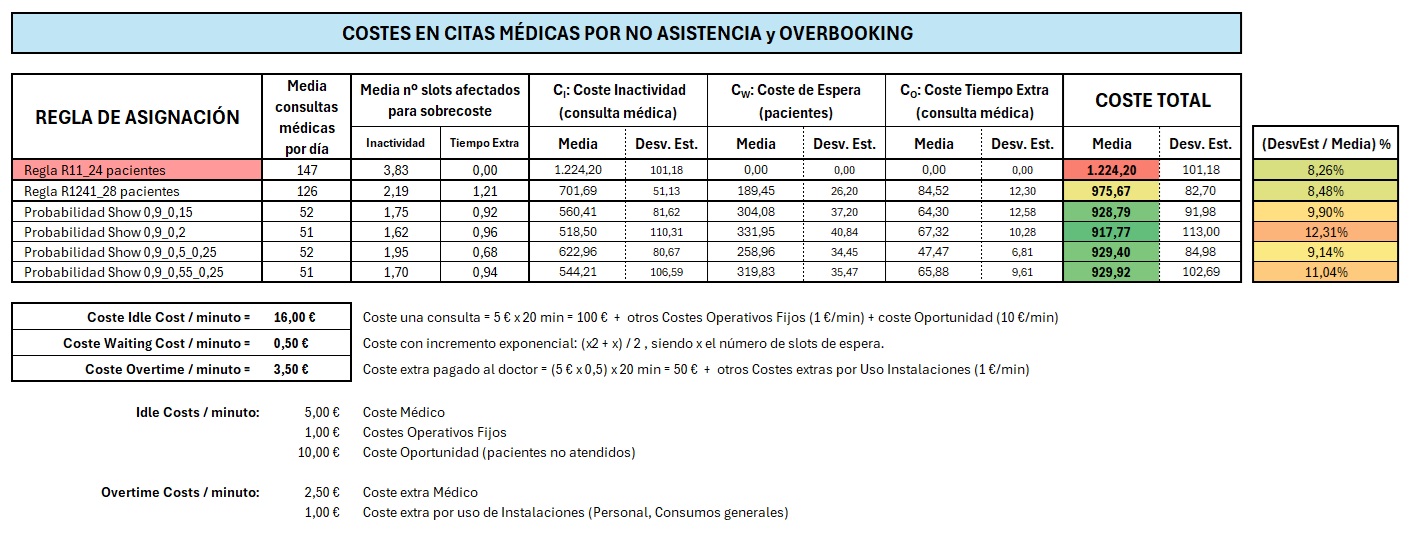 COSTES EN CITAS MÉDICAS POR NO ASISTENCIA y OVERBOOKING
REGLA DE ASIGNACIÓN
Media consultas médicas por día
Media nº slots afectados para sobrecoste
Inactividad Tiempo Extra
C_I: Coste Inactividad (consulta médica)
Media Desv. Est.
C_W: Coste de Espera (pacientes)
Media Desv. Est.
C_O: Coste Tiempo Extra (consulta médica)
Media Desv. Est.
COSTE TOTAL
Media Desv. Est.
(DesvEst / Media) %
Regla R11_24 pacientes 147 3,83 0,00 1.224,20 101,18 0,00 0,00 0,00 0,00 1.224,20 101,18 8,26%
Regla R1241_28 pacientes 126 2,19 1,21 701,69 51,13 189,45 26,20 84,52 12,30 975,67 82,70 8,48%
Probabilidad Show 0,9_0,15 52 1,75 0,92 560,41 81,62 304,08 37,20 64,30 12,58 928,79 91,98 9,90%
Probabilidad Show 0,9_0,2 51 1,62 0,96 518,50 110,31 331,95 40,84 67,32 10,28 917,77 113,00 12,31%
Probabilidad Show 0,9_0,5_0,25 52 1,95 0,68 622,96 80,67 258,96 34,45 47,47 6,81 929,40 84,98 9,14%
Probabilidad Show 0,9_0,55_0,25 51 1,70 0,94 544,21 106,59 319,83 35,47 65,88 9,61 929,92 102,69 11,04%
Coste Idle Cost / minuto = 16,00 € Coste una consulta = 5 € x 20 min = 100 € + otros Costes Operativos Fijos (1 €/min) + coste Oportunidad (10 €/min)
Coste Waiting Cost / minuto = 0,50 € Coste con incremento exponencial: (x2 + x) / 2 , siendo x el número de slots de espera.
Coste Overtime / minuto = 3,50 € Coste extra pagado al doctor = (5 € x 0,5) x 20 min = 50 € + otros Costes extras por Uso Instalaciones (1 €/min)
Idle Costs / minuto: 5,00 € Coste Médico
1,00 € Costes Operativos Fijos
10,00 € Coste Oportunidad (pacientes no atendidos)
Overtime Costs / minuto: 2,50 € Coste extra Médico
1,00 € Coste extra por uso de Instalaciones (Personal, Consumos generales)